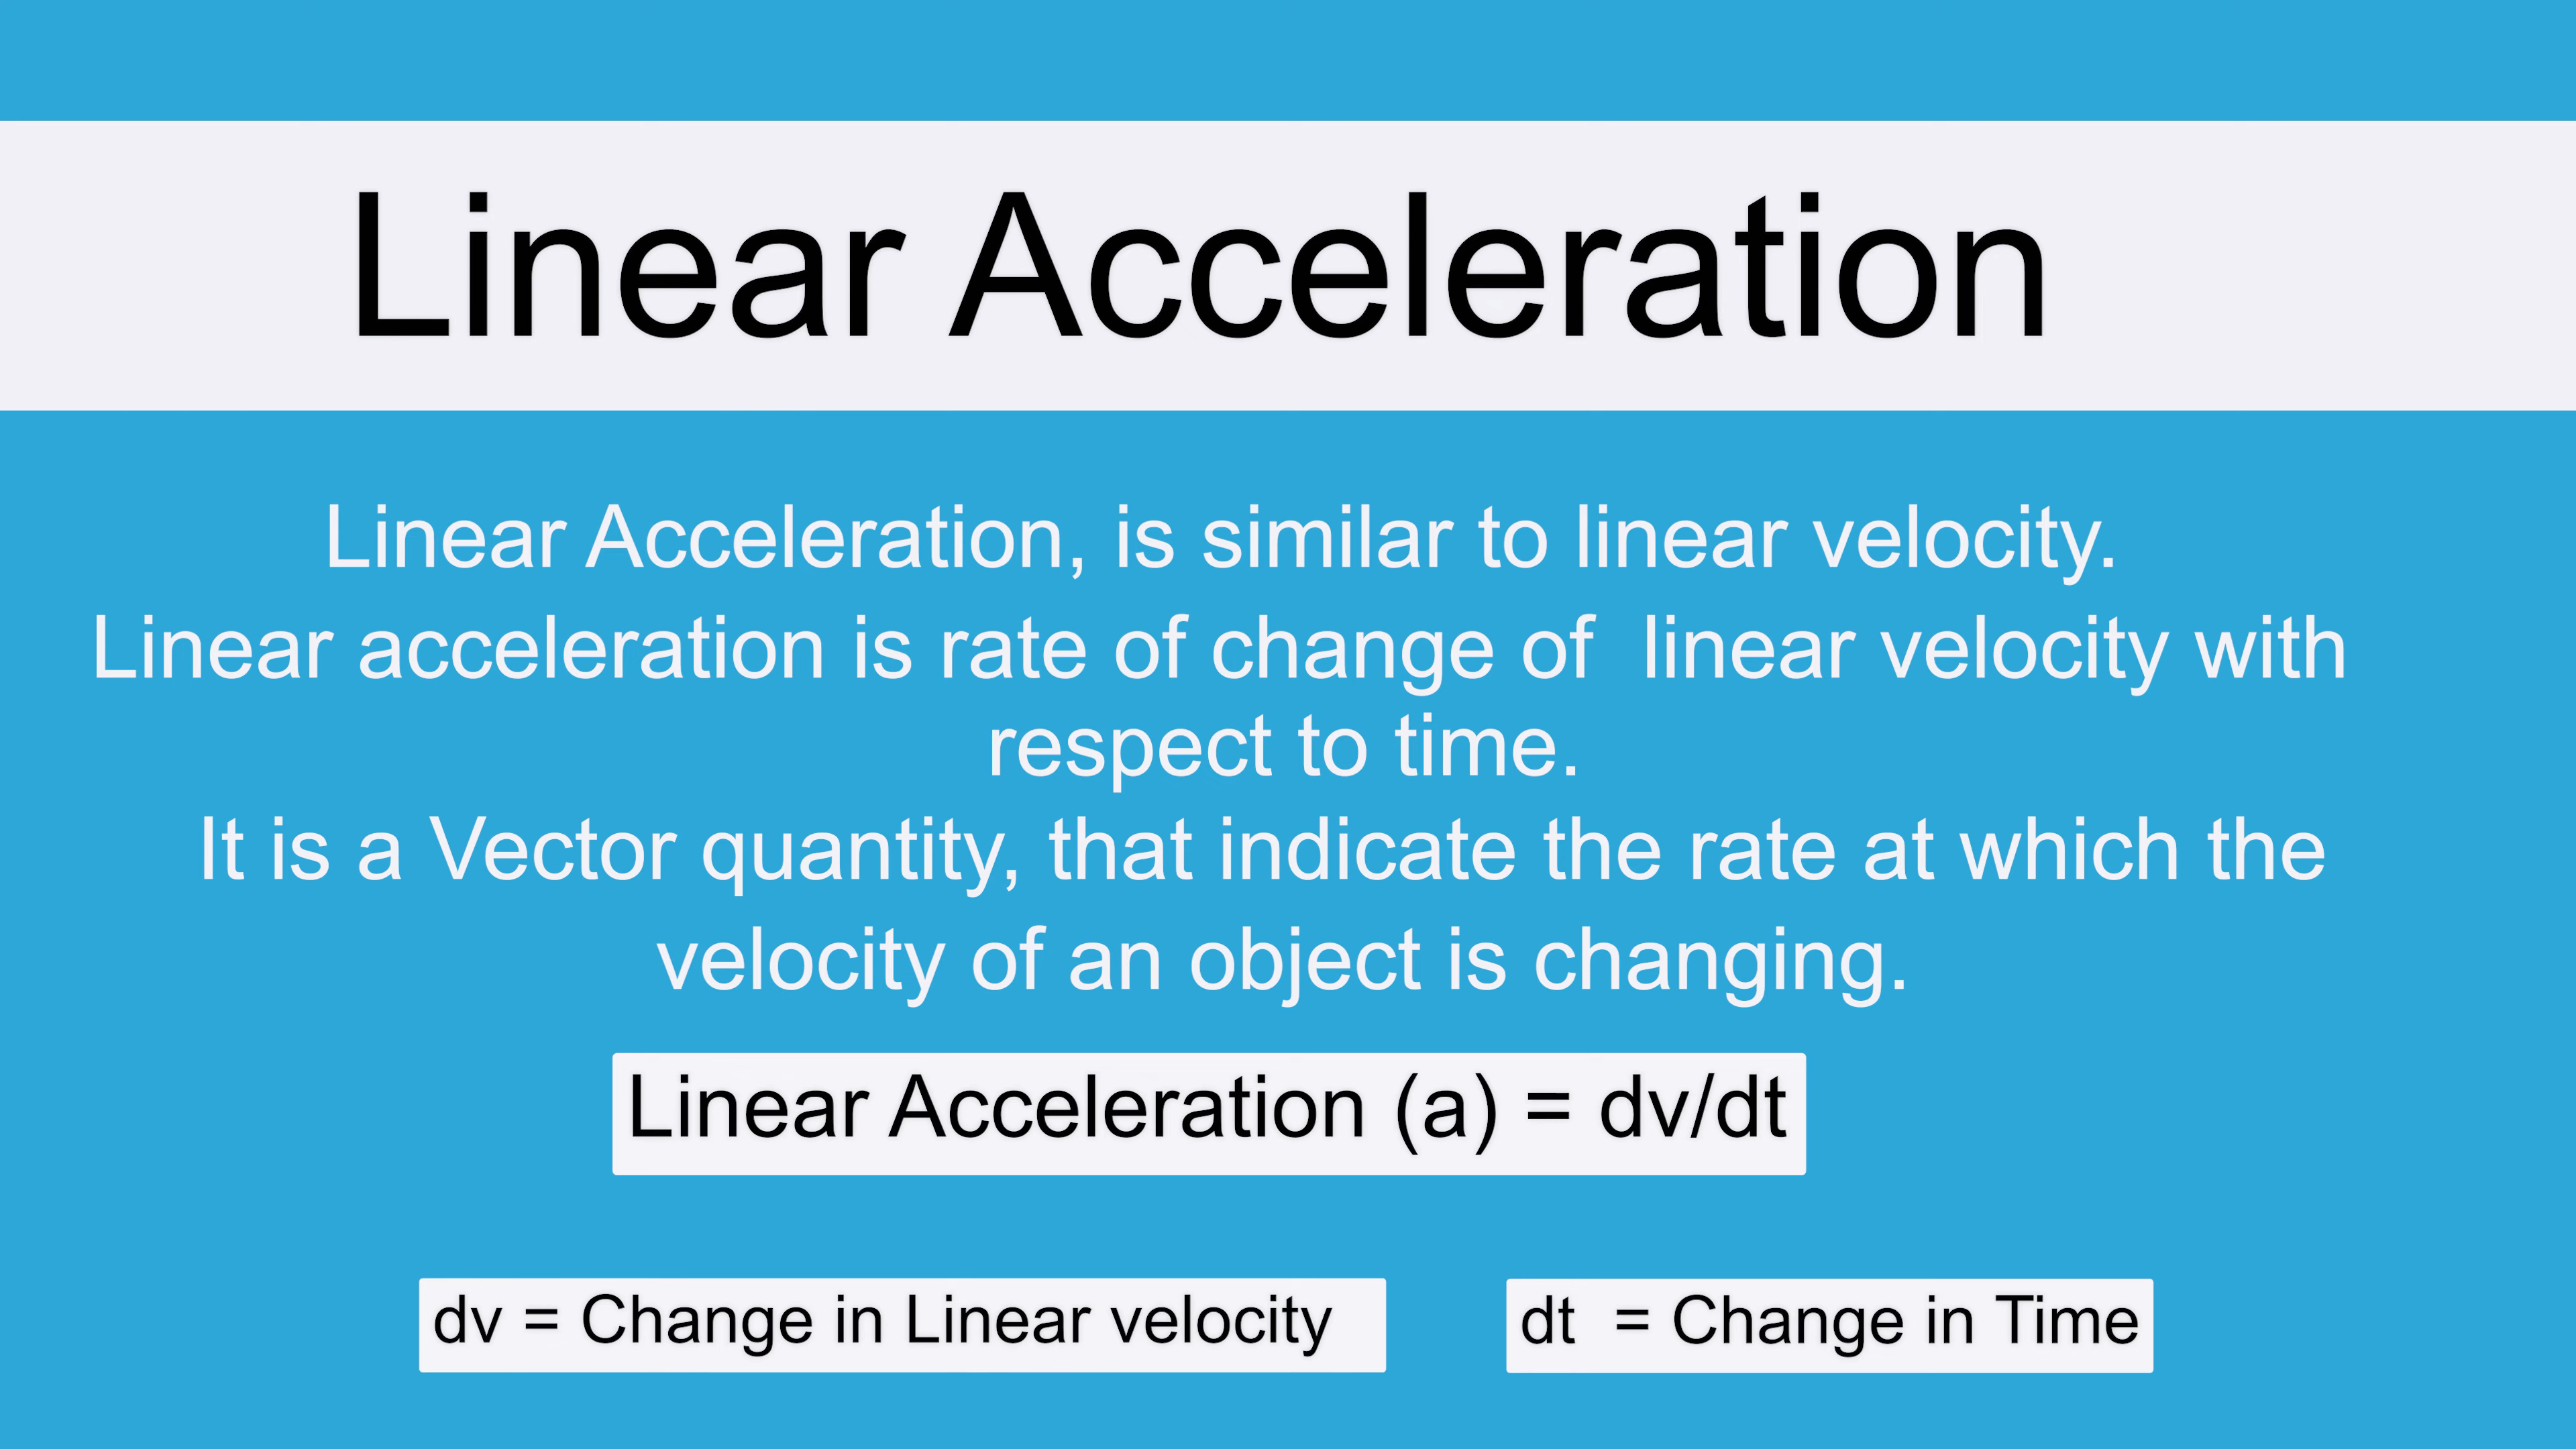 Linear Acceleration
Linear Acceleration, is similar to linear velocity.
Linear acceleration is rate of change of  linear velocity with
respect to time.
It is a Vector quantity, that indicate the rate at which the
velocity of an object is changing.
Linear Acceleration (a) = dv/dt
dv = Change in Linear velocity
dt  = Change in Time